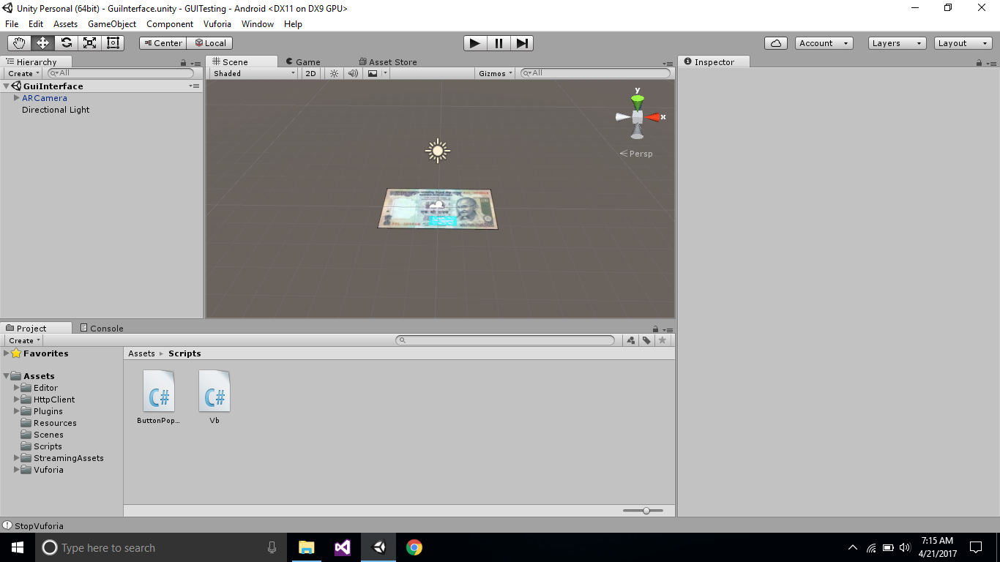 Unity Personal (64bit) - GuiInterface.unity - GUITesting - Android <DX11 on DX9 GPU>
File Edit Assets GameObject Component Vuforia Window Help
Center Local Account Layers Layout
Hierarchy
Create All
GuiInterface
ARCamera
Directional Light
Scene Game Asset Store
Shaded 2D Gizmos All
y
x
Persp
Inspector
Project Console
Create
Favorites
Assets
Editor
HttpClient
Plugins
Resources
Scenes
Scripts
StreamingAssets
Vuforia
Assets Scripts
C# C#
ButtonPop... Vb
StopVuforia
Type here to search
7:15 AM
4/21/2017